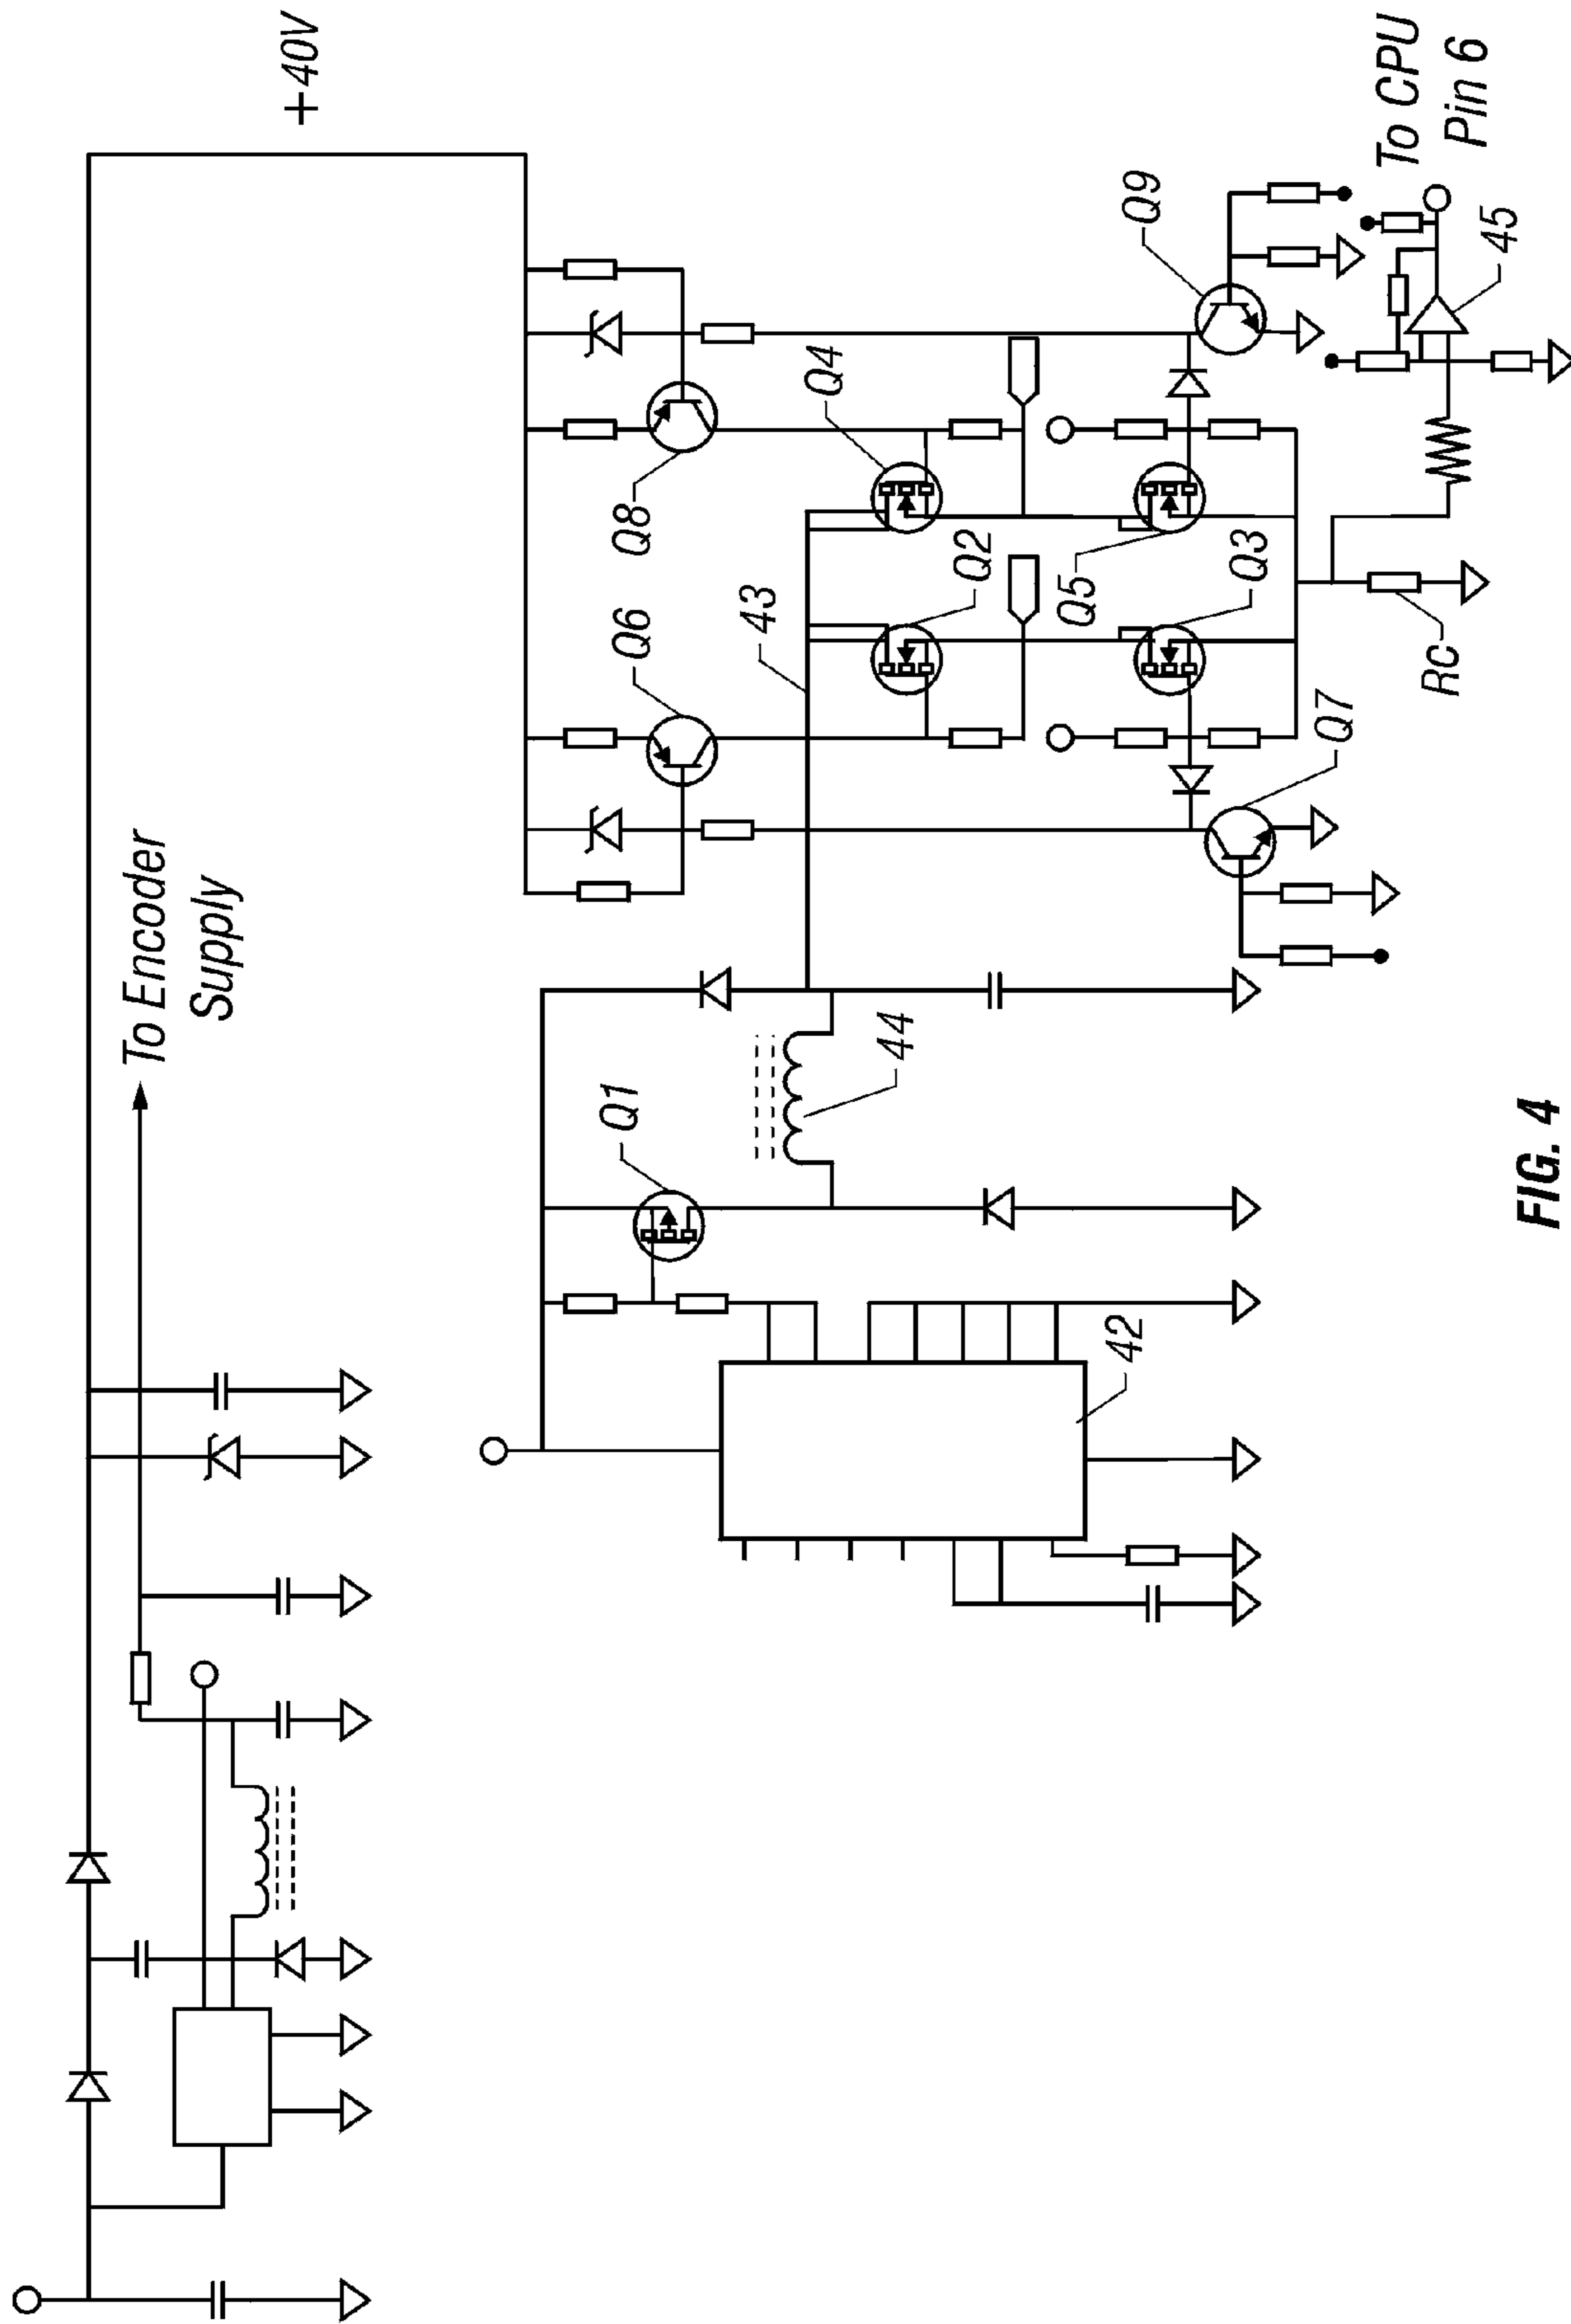 To Encoder
Supply
+40V
Q8
Q6
43
Q4
Q2
Q5
Q3
Q9
Q7
Rc
To CPU
Pin 6
45
Q1
44
42
FIG. 4